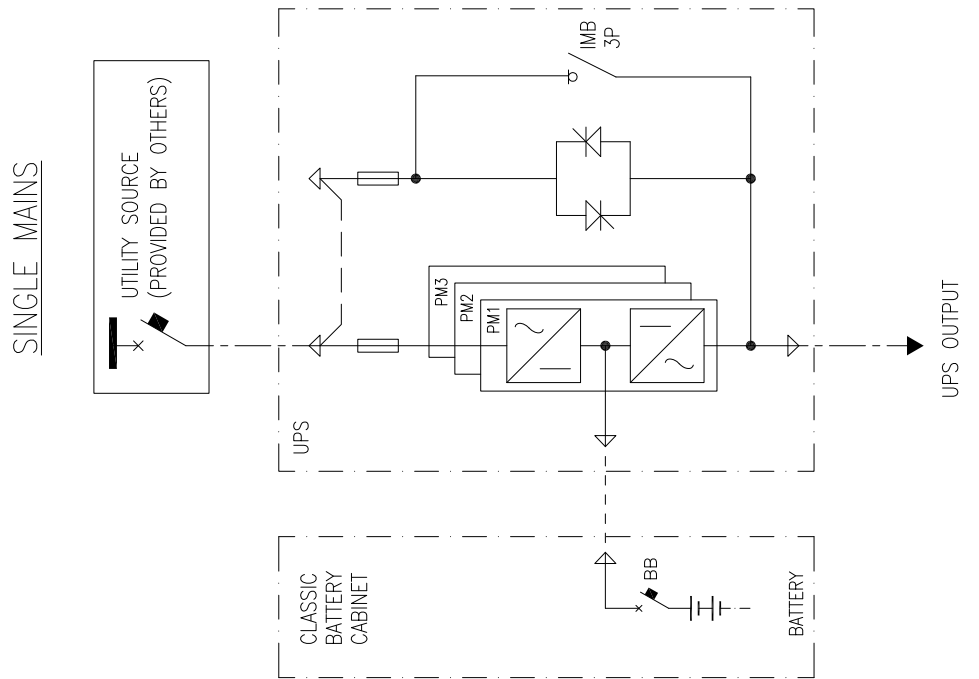 SINGLE MAINS
UTILITY SOURCE
(PROVIDED BY OTHERS)
UPS
IMB
3P
PM3
PM2
PM1
CLASSIC
BATTERY
CABINET
BB
BATTERY
UPS OUTPUT